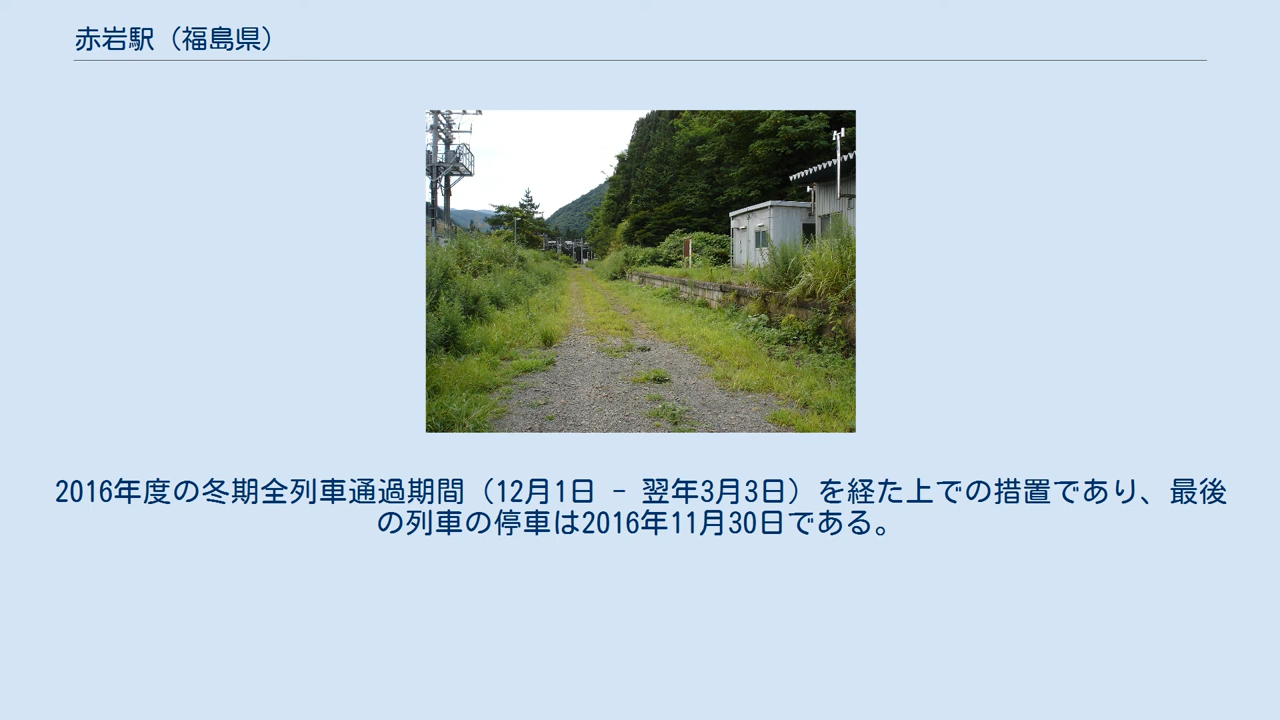 赤岩駅（福島県）
2016年度の冬期全列車通過期間（12月1日 - 翌年3月3日）を経た上での措置であり、最後
の列車の停車は2016年11月30日である。